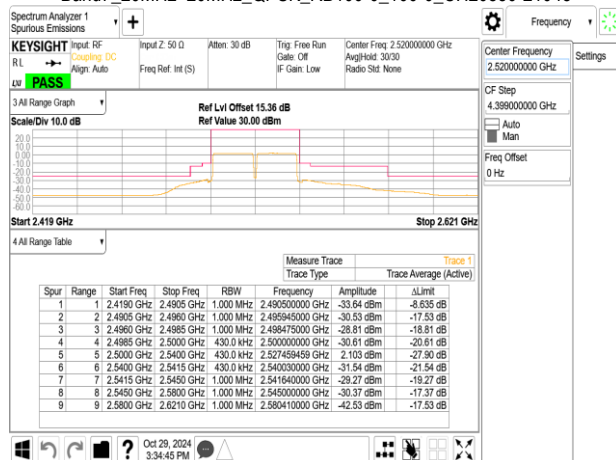 Spectrum Analyzer 1
Spurious Emissions
Frequency
Settings
KEYSIGHT
RL
PASS
Input: RF
Coupling: DC
Align: Auto
Input Z: 50 Ω
Freq Ref: Int (S)
Atten: 30 dB
Trig: Free Run
Gate: Off
IF Gain: Low
Center Freq: 2.520000000 GHz
Avg|Hold: 30/30
Radio Std: None
Center Frequency
2.520000000 GHz
CF Step
4.399000000 GHz
Auto
Man
Freq Offset
0 Hz
3 All Range Graph
Scale/Div 10.0 dB
Ref Lvl Offset 15.36 dB
Ref Value 30.00 dBm
20.0
10.0
0.00
-10.0
-20.0
-30.0
-40.0
-50.0
-60.0
Start 2.419 GHz
Stop 2.621 GHz
4 All Range Table
Measure Trace Trace 1
Trace Type Trace Average (Active)
Spur Range Start Freq Stop Freq RBW Frequency Amplitude ΔLimit
1 1 2.4190 GHz 2.4905 GHz 1.000 MHz 2.490500000 GHz -33.64 dBm -8.635 dB
2 2 2.4905 GHz 2.4960 GHz 1.000 MHz 2.495945000 GHz -30.53 dBm -17.53 dB
3 3 2.4960 GHz 2.4985 GHz 1.000 MHz 2.498475000 GHz -28.81 dBm -18.81 dB
4 4 2.4985 GHz 2.5000 GHz 430.0 kHz 2.500000000 GHz -30.61 dBm -20.61 dB
5 5 2.5000 GHz 2.5400 GHz 430.0 kHz 2.527459459 GHz 2.103 dBm -27.90 dB
6 6 2.5400 GHz 2.5415 GHz 430.0 kHz 2.540030000 GHz -31.54 dBm -21.54 dB
7 7 2.5415 GHz 2.5450 GHz 1.000 MHz 2.541640000 GHz -29.27 dBm -19.27 dB
8 8 2.5450 GHz 2.5800 GHz 1.000 MHz 2.545000000 GHz -30.37 dBm -17.37 dB
9 9 2.5800 GHz 2.6210 GHz 1.000 MHz 2.580410000 GHz -42.53 dBm -17.53 dB
?
Oct 29, 2024
3:34:45 PM